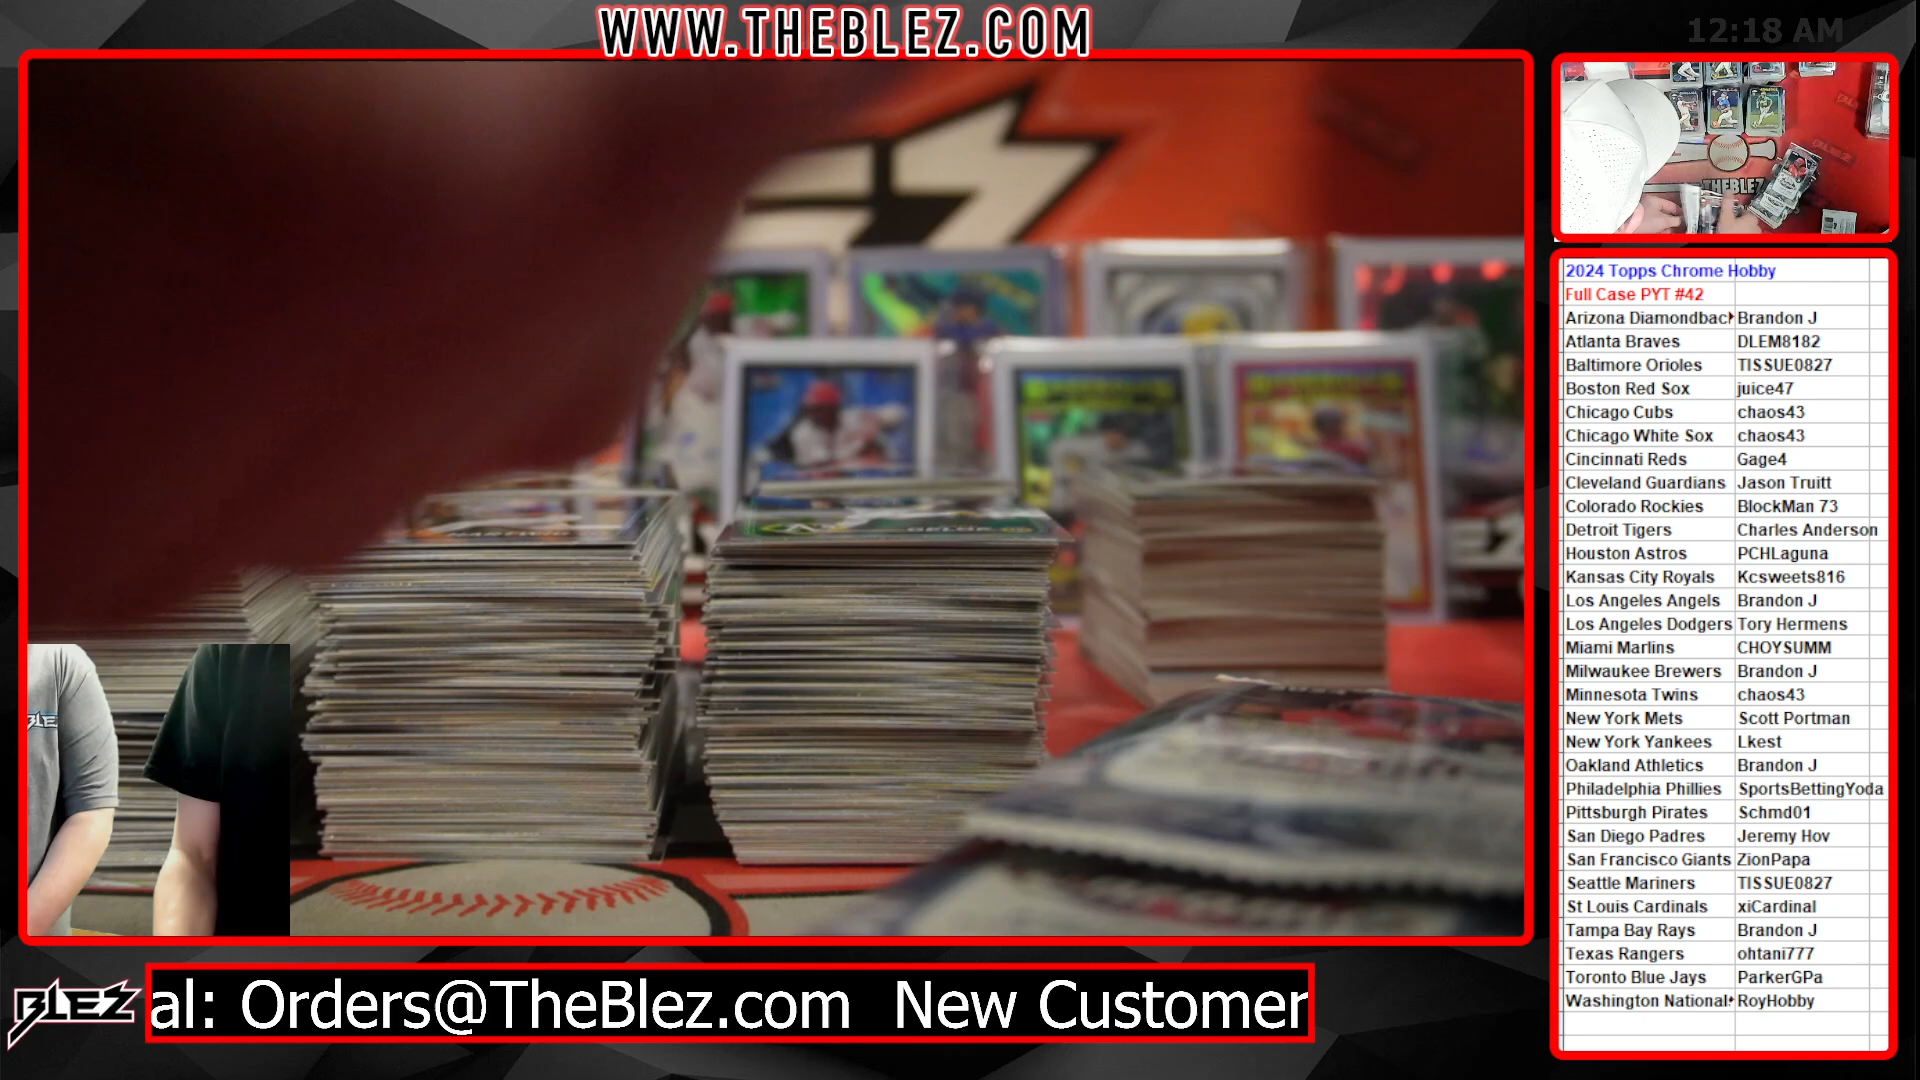 WWW.THEBLEZ.COM
12:18 AM
THEBLEZ
2024 Topps Chrome Hobby
Full Case PYT #42
Arizona Diamondback Brandon J
Atlanta Braves DLEM8182
Baltimore Orioles TISSUE0827
Boston Red Sox juice47
Chicago Cubs chaos43
Chicago White Sox chaos43
Cincinnati Reds Gage4
Cleveland Guardians Jason Truitt
Colorado Rockies BlockMan 73
Detroit Tigers Charles Anderson
Houston Astros PCHLaguna
Kansas City Royals Kcsweets816
Los Angeles Angels Brandon J
Los Angeles Dodgers Tory Hermens
Miami Marlins CHOYSUMM
Milwaukee Brewers Brandon J
Minnesota Twins chaos43
New York Mets Scott Portman
New York Yankees Lkest
Oakland Athletics Brandon J
Philadelphia Phillies SportsBettingYoda
Pittsburgh Pirates Schmd01
San Diego Padres Jeremy Hov
San Francisco Giants ZionPapa
Seattle Mariners TISSUE0827
St Louis Cardinals xiCardinal
Tampa Bay Rays Brandon J
Texas Rangers ohtani777
Toronto Blue Jays ParkerGPa
Washington National RoyHobby
BLEZ
al: Orders@TheBlez.com New Customer